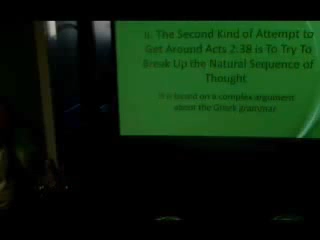 ii. The Second Kind of Attempt to
Get Around Acts 2:38 is To Try To
Break Up the Natural Sequence of
Thought
It is based on a complex argument
about the Greek grammar